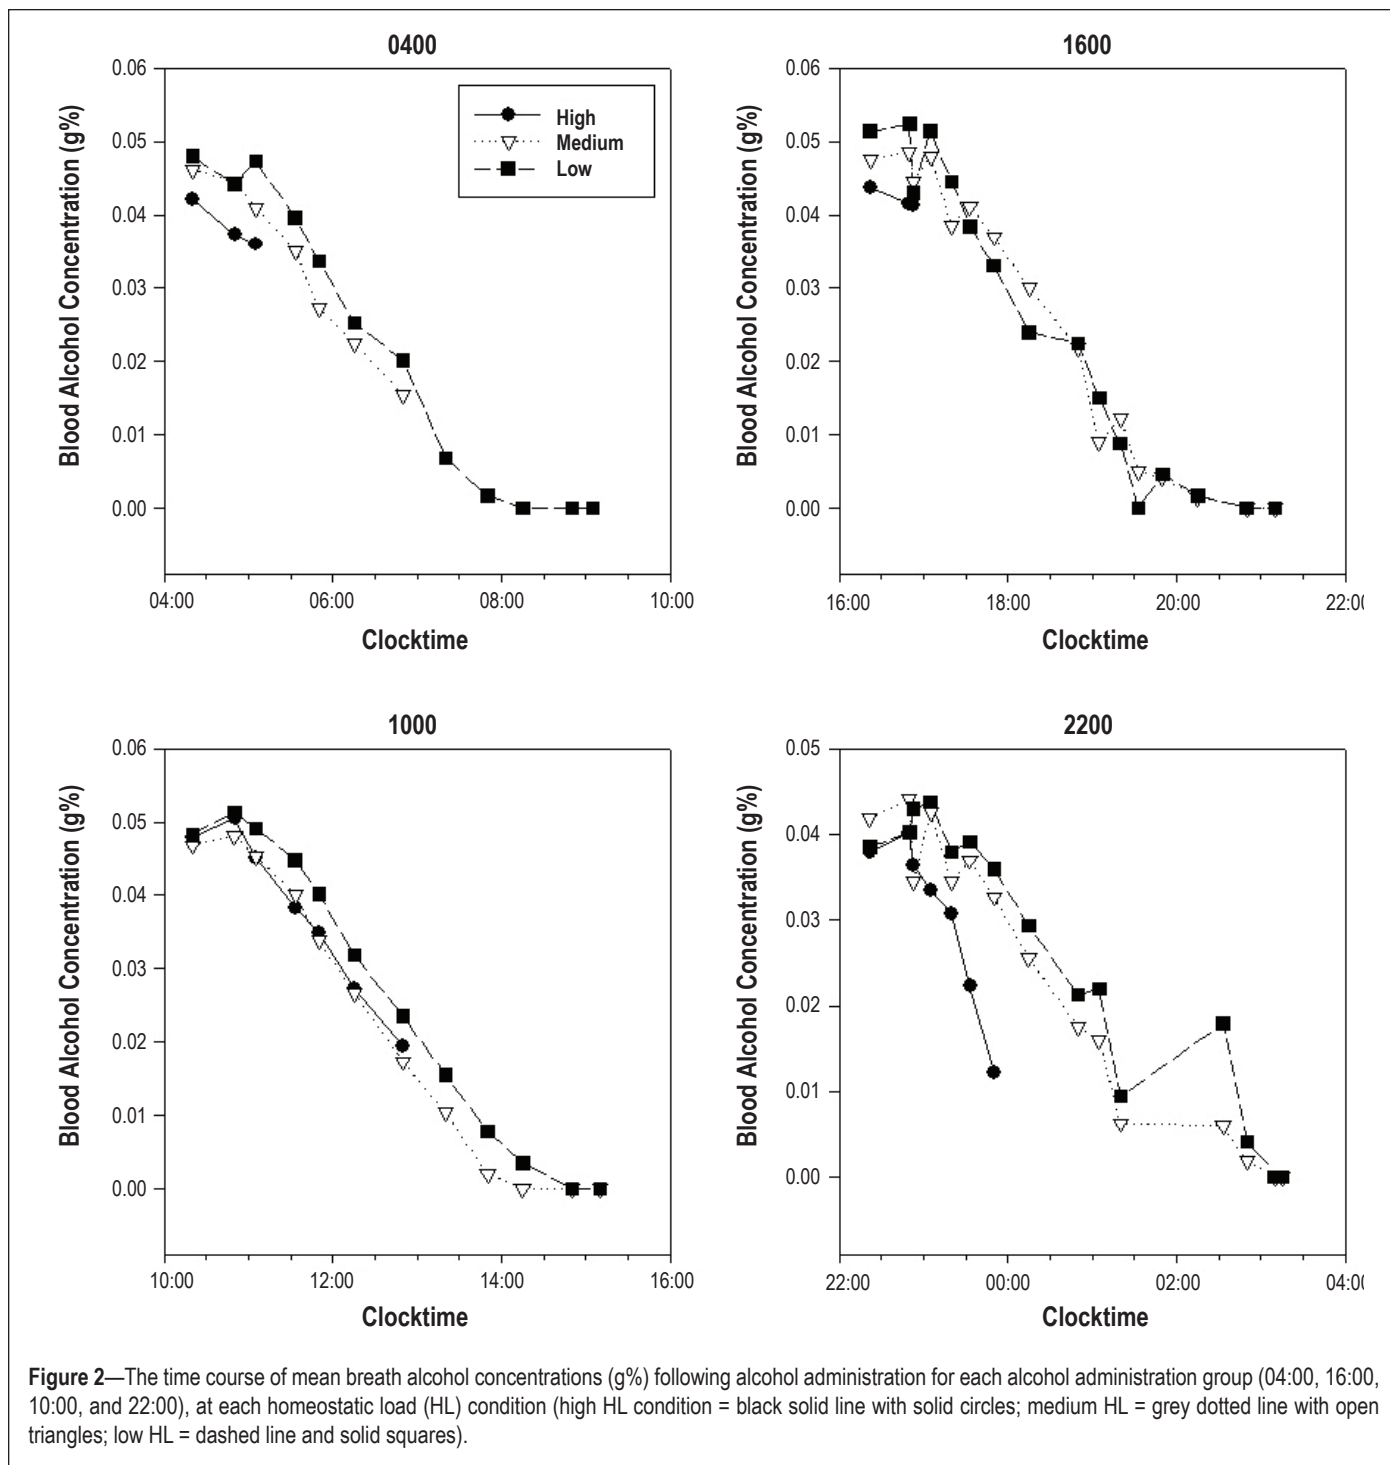 0400
0.06
0.05
0.04
0.03
0.02
0.01
0.00
Blood Alcohol Concentration (g%)
High
Medium
Low
04:00 06:00 08:00 10:00
Clocktime
1600
0.06
0.05
0.04
0.03
0.02
0.01
0.00
Blood Alcohol Concentration (g%)
16:00 18:00 20:00 22:00
Clocktime
1000
0.06
0.05
0.04
0.03
0.02
0.01
0.00
Blood Alcohol Concentration (g%)
10:00 12:00 14:00 16:00
Clocktime
2200
0.05
0.04
0.03
0.02
0.01
0.00
Blood Alcohol Concentration (g%)
22:00 00:00 02:00 04:00
Clocktime
Figure 2—The time course of mean breath alcohol concentrations (g%) following alcohol administration for each alcohol administration group (04:00, 16:00,
10:00, and 22:00), at each homeostatic load (HL) condition (high HL condition = black solid line with solid circles; medium HL = grey dotted line with open
triangles; low HL = dashed line and solid squares).